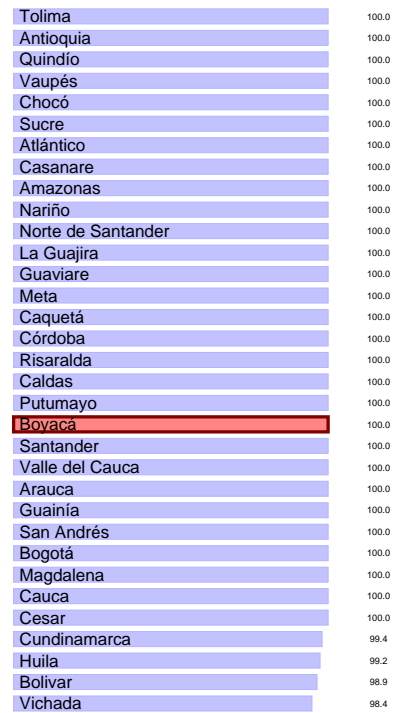 Tolima 100.0
Antioquia 100.0
Quindío 100.0
Vaupés 100.0
Chocó 100.0
Sucre 100.0
Atlántico 100.0
Casanare 100.0
Amazonas 100.0
Nariño 100.0
Norte de Santander 100.0
La Guajira 100.0
Guaviare 100.0
Meta 100.0
Caquetá 100.0
Córdoba 100.0
Risaralda 100.0
Caldas 100.0
Putumayo 100.0
Boyacá 100.0
Santander 100.0
Valle del Cauca 100.0
Arauca 100.0
Guainía 100.0
San Andrés 100.0
Bogotá 100.0
Magdalena 100.0
Cauca 100.0
Cesar 100.0
Cundinamarca 99.4
Huila 99.2
Bolivar 98.9
Vichada 98.4